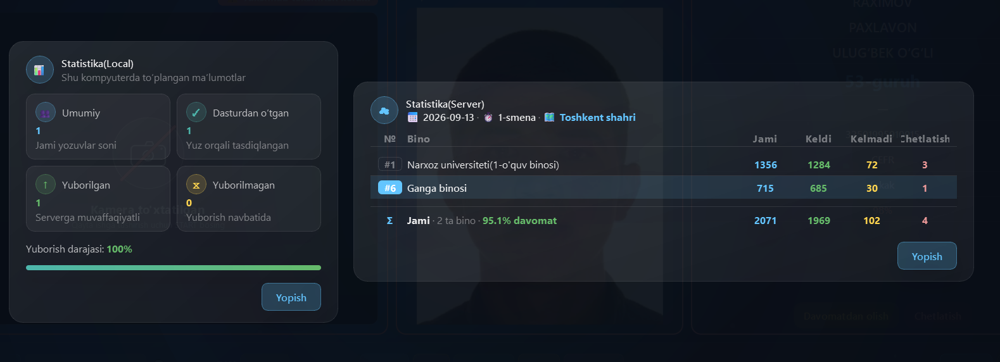 RAXIMOV
PAXLAVON
ULUG'BEK O'G'LI
53-guruh
Statistika(Local)
Shu kompyuterda to'plangan ma'lumotlar
Umumiy
1
Jami yozuvlar soni
Dasturdan o'tgan
1
Yuz orqali tasdiqlangan
Yuborilgan
1
Serverga muvaffaqiyatli
Yuborilmagan
0
Yuborish navbatida
Kamera to'xtatilgan
Yuborish darajasi: 100%
Yopish
Statistika(Server)
2026-09-13 · 1-smena · Toshkent shahri
№ Bino Jami Keldi Kelmadi Chetlatish
#1 Narxoz universiteti(1-o'quv binosi) 1356 1284 72 3
#6 Ganga binosi 715 685 30 1
Σ Jami · 2 ta bino · 95.1% davomat 2071 1969 102 4
Yopish
Davomatdan olish Chetlatish